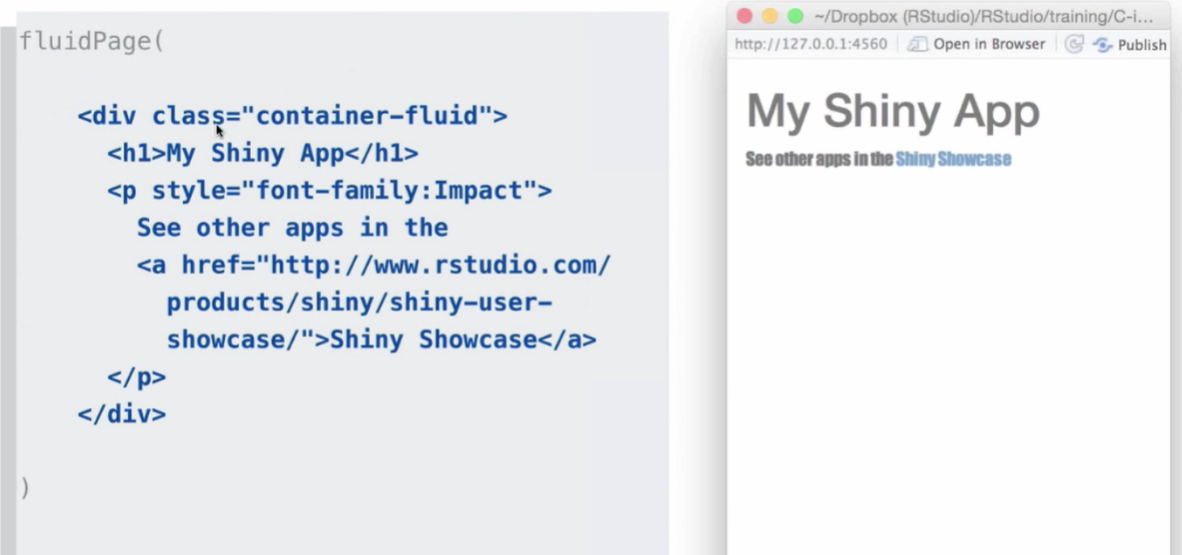 fluidPage(
<div class="container-fluid">
<h1>My Shiny App</h1>
<p style="font-family:Impact">
See other apps in the
<a href="http://www.rstudio.com/
products/shiny/shiny-user-
showcase/">Shiny Showcase</a>
</p>
</div>
)
~/Dropbox (RStudio)/RStudio/training/C-i...
http://127.0.0.1:4560 Open in Browser Publish
My Shiny App
See other apps in the Shiny Showcase